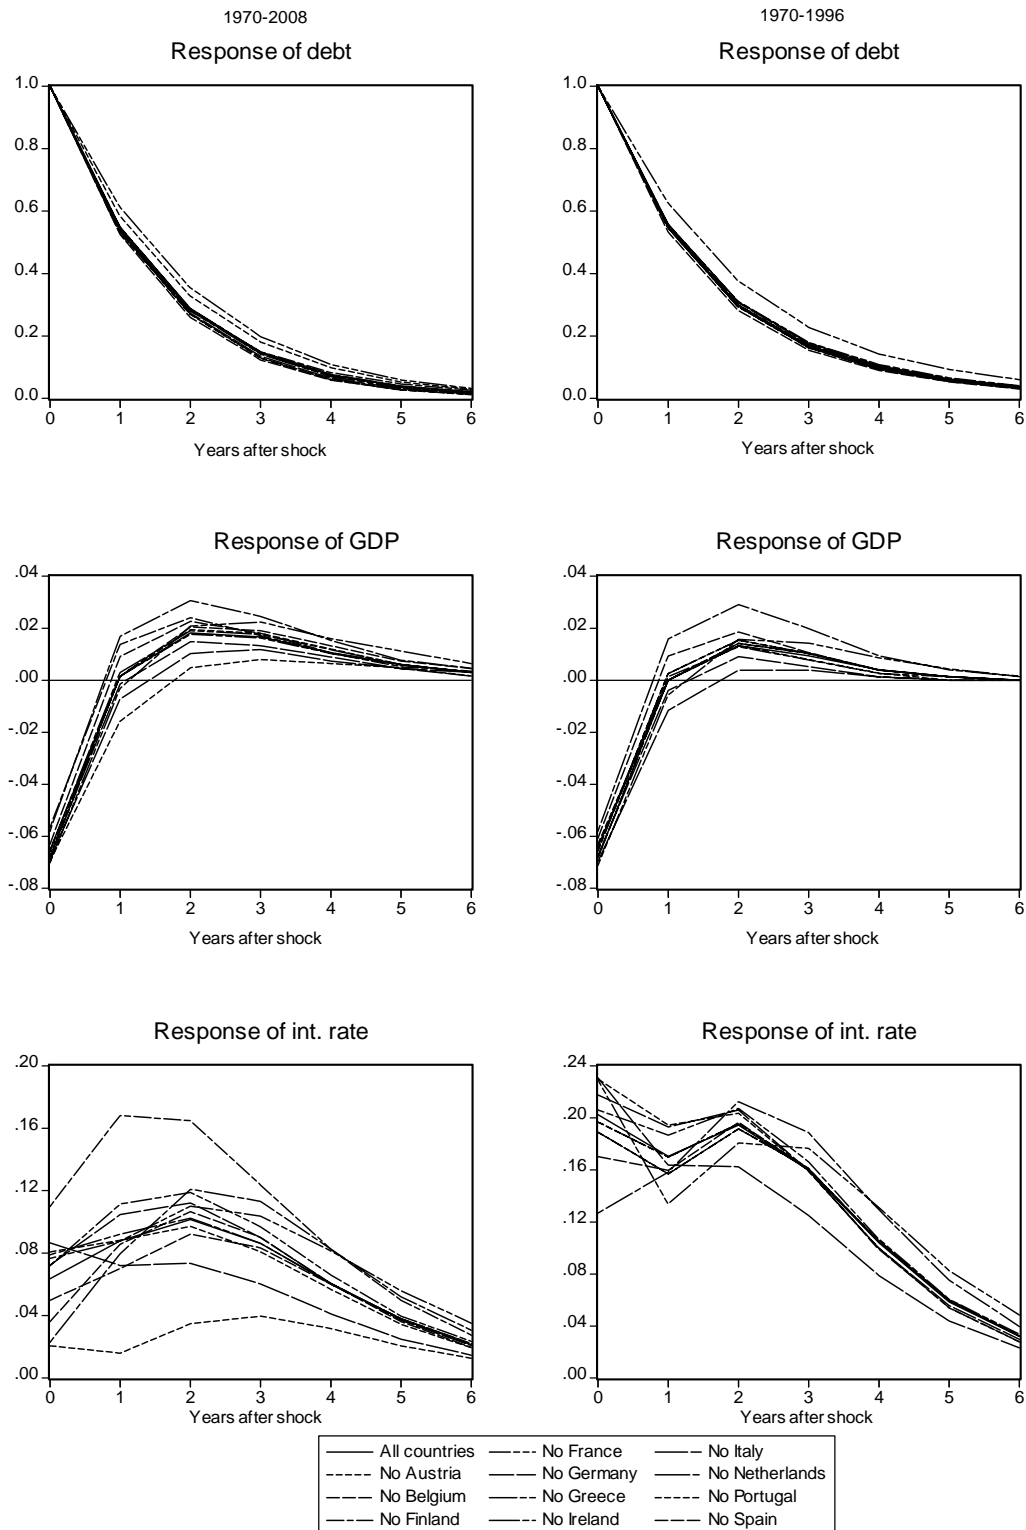 1970-2008
1970-1996
Response of debt
Response of debt
1.0
0.8
0.6
0.4
0.2
0.0
0 1 2 3 4 5 6
Years after shock
1.0
0.8
0.6
0.4
0.2
0.0
0 1 2 3 4 5 6
Years after shock
Response of GDP
Response of GDP
.04
.02
.00
-.02
-.04
-.06
-.08
0 1 2 3 4 5 6
Years after shock
.04
.02
.00
-.02
-.04
-.06
-.08
0 1 2 3 4 5 6
Years after shock
Response of int. rate
Response of int. rate
.20
.16
.12
.08
.04
.00
0 1 2 3 4 5 6
Years after shock
.24
.20
.16
.12
.08
.04
.00
0 1 2 3 4 5 6
Years after shock
All countries No France No Italy
No Austria No Germany No Netherlands
No Belgium No Greece No Portugal
No Finland No Ireland No Spain